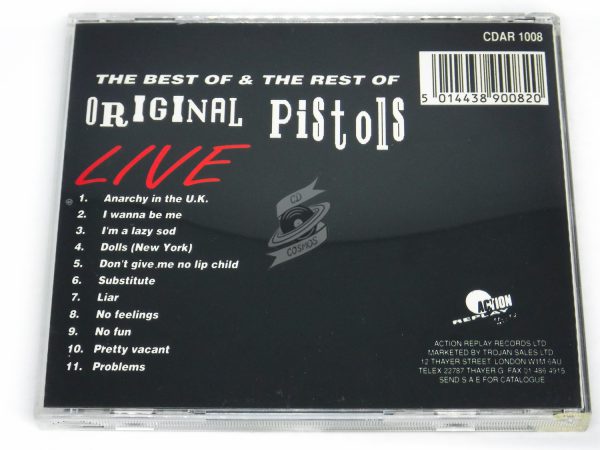 CDAR 1008
THE BEST OF & THE REST OF
ORIGINAL PiStols
LIVE
5 014438 900820
1. Anarchy in the U.K.
2. I wanna be me
3. I'm a lazy sod
4. Dolls (New York)
5. Don't give me no lip child
6. Substitute
7. Liar
8. No feelings
9. No fun
10. Pretty vacant
11. Problems
CD
COSMOS
ACTION
REPLAY
ACTION REPLAY RECORDS LTD
MARKETED BY TROJAN SALES LTD
12 THAYER STREET LONDON W1M 5AU
TELEX 22787 THAYER G FAX 01 486 4915
SEND S A E FOR CATALOGUE